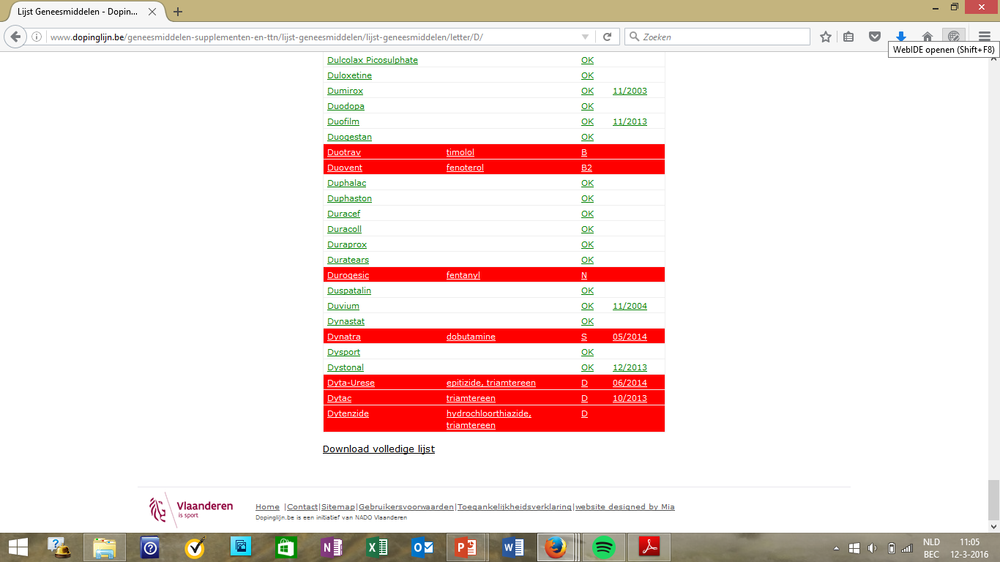 Lijst Geneesmiddelen - Dopin...
www.dopinglijn.be/geneesmiddelen-supplementen-en-ttn/lijst-geneesmiddelen/lijst-geneesmiddelen/letter/D/
Zoeken
WebIDE openen (Shift+F8)
Dulcolax Picosulphate OK
Duloxetine OK
Dumirox OK 11/2003
Duodopa OK
Duofilm OK 11/2013
Duogestan OK
Duotrav timolol B
Duovent fenoterol B2
Duphalac OK
Duphaston OK
Duracef OK
Duracoll OK
Duraprox OK
Duratears OK
Durogesic fentanyl N
Duspatalin OK
Duvium OK 11/2004
Dynastat OK
Dynatra dobutamine S 05/2014
Dysport OK
Dystonal OK 12/2013
Dyta-Urese epitizide, triamtereen D 06/2014
Dytac triamtereen D 10/2013
Dytenzide hydrochloorthiazide, D
triamtereen
Download volledige lijst
Vlaanderen
is sport
Home |Contact|Sitemap|Gebruikersvoorwaarden|Toegankelijkheidsverklaring|website designed by Mia
Dopinglijn.be is een initiatief van NADO Vlaanderen
NLD 11:05
BEC 12-3-2016